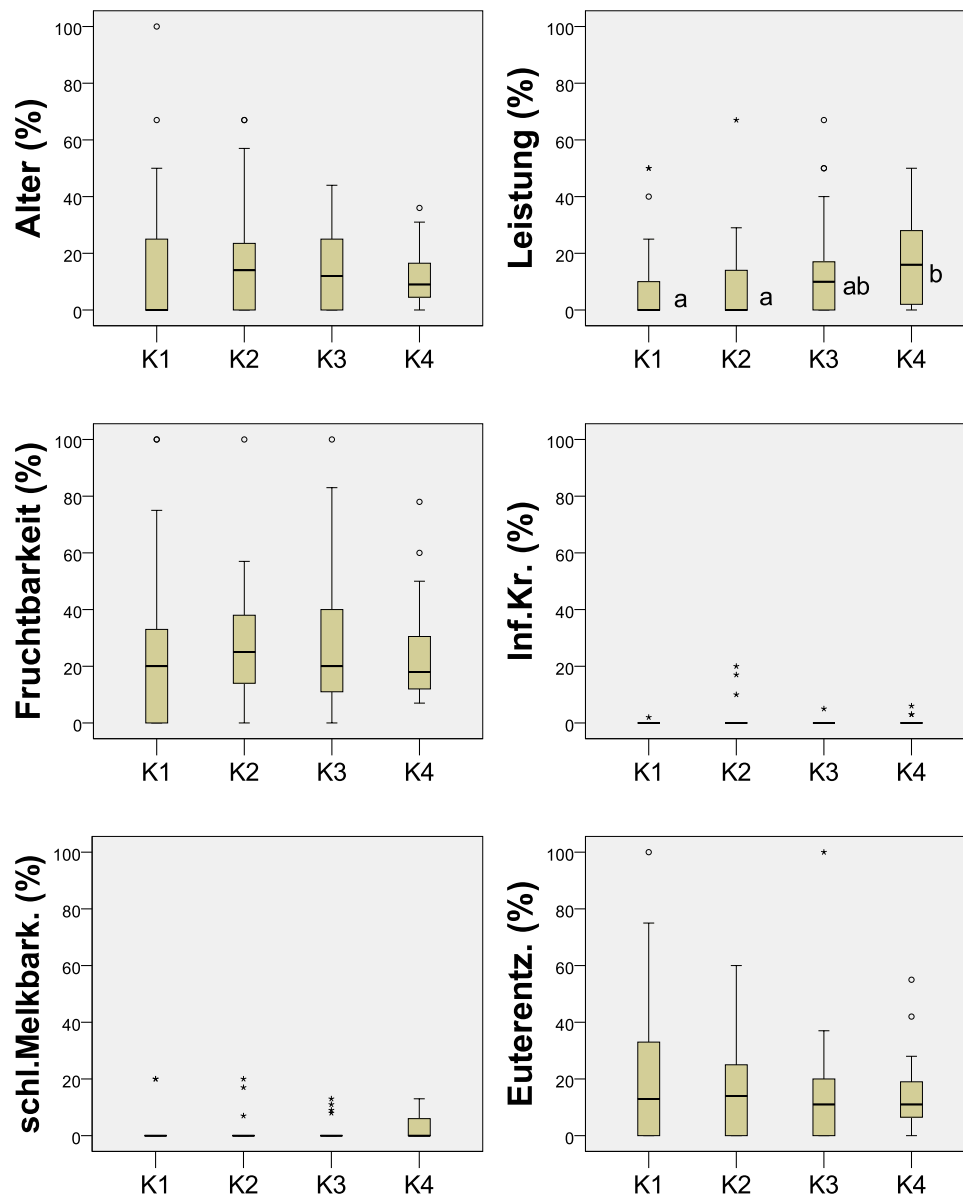 Alter (%)
100
80
60
40
20
0
K1 K2 K3 K4
Leistung (%)
100
80
60
40
20
0
a a ab b
K1 K2 K3 K4
Fruchtbarkeit (%)
100
80
60
40
20
0
K1 K2 K3 K4
Inf.Kr. (%)
100
80
60
40
20
0
K1 K2 K3 K4
schl.Melkbark. (%)
100
80
60
40
20
0
K1 K2 K3 K4
Euterentz. (%)
100
80
60
40
20
0
K1 K2 K3 K4